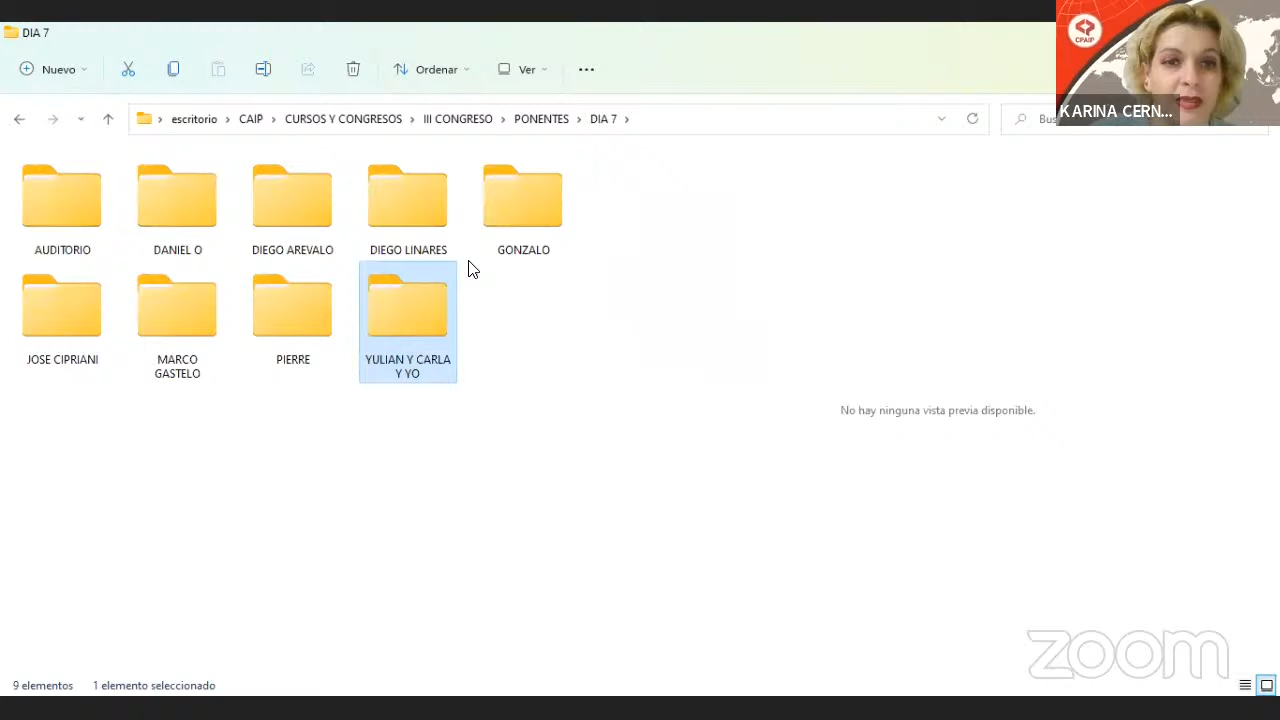 DIA 7
Nuevo
Ordenar
Ver
escritorio > CAIP > CURSOS Y CONGRESOS > III CONGRESO > PONENTES > DIA 7 >
CPAIP
KARINA CERN...
AUDITORIO
DANIEL O
DIEGO AREVALO
DIEGO LINARES
GONZALO
JOSE CIPRIANI
MARCO
GASTELO
PIERRE
YULIAN Y CARLA
Y YO
No hay ninguna vista previa disponible.
zoom
9 elementos
1 elemento seleccionado